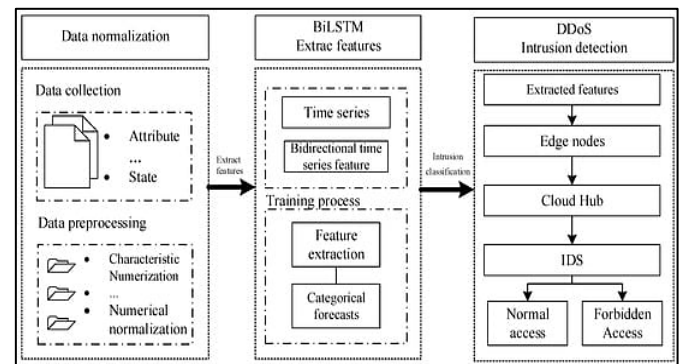 Data normalization
Data collection
• Attribute
...
• State
Data preprocessing
• Characteristic
Numerization
• ...
• Numerical
normalization
Extract
features
BiLSTM
Extrac features
Time series
Bidirectional time
series feature
Training process
Feature
extraction
Categorical
forecasts
Intrusion
classification
DDoS
Intrusion detection
Extracted features
Edge nodes
Cloud Hub
IDS
Normal
access
Forbidden
Access